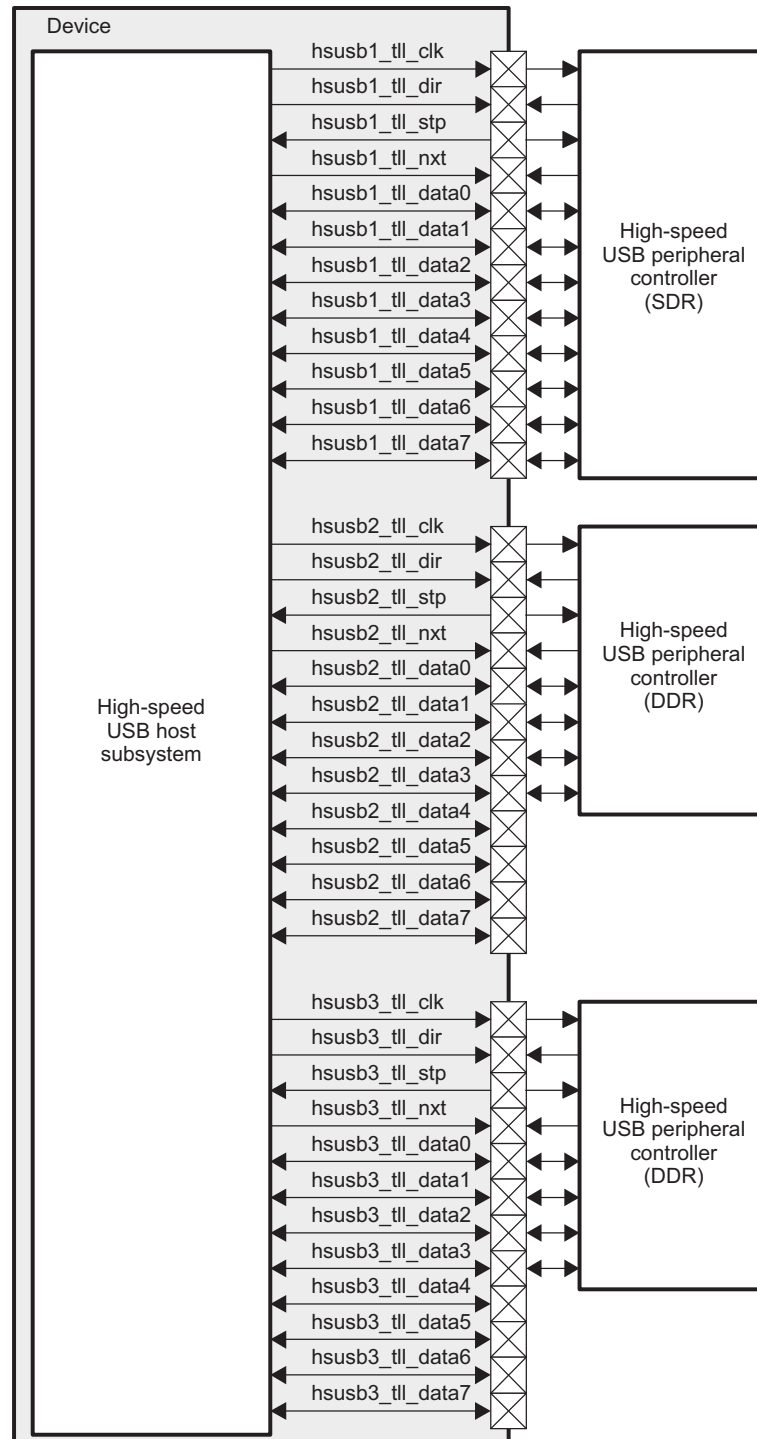 Device
hsusb1_tll_clk
hsusb1_tll_dir
hsusb1_tll_stp
hsusb1_tll_nxt
hsusb1_tll_data0
hsusb1_tll_data1
hsusb1_tll_data2
hsusb1_tll_data3
hsusb1_tll_data4
hsusb1_tll_data5
hsusb1_tll_data6
hsusb1_tll_data7
High-speed
USB peripheral
controller
(SDR)
hsusb2_tll_clk
hsusb2_tll_dir
hsusb2_tll_stp
hsusb2_tll_nxt
hsusb2_tll_data0
hsusb2_tll_data1
hsusb2_tll_data2
hsusb2_tll_data3
hsusb2_tll_data4
hsusb2_tll_data5
hsusb2_tll_data6
hsusb2_tll_data7
High-speed
USB peripheral
controller
(DDR)
High-speed
USB host
subsystem
hsusb3_tll_clk
hsusb3_tll_dir
hsusb3_tll_stp
hsusb3_tll_nxt
hsusb3_tll_data0
hsusb3_tll_data1
hsusb3_tll_data2
hsusb3_tll_data3
hsusb3_tll_data4
hsusb3_tll_data5
hsusb3_tll_data6
hsusb3_tll_data7
High-speed
USB peripheral
controller
(DDR)